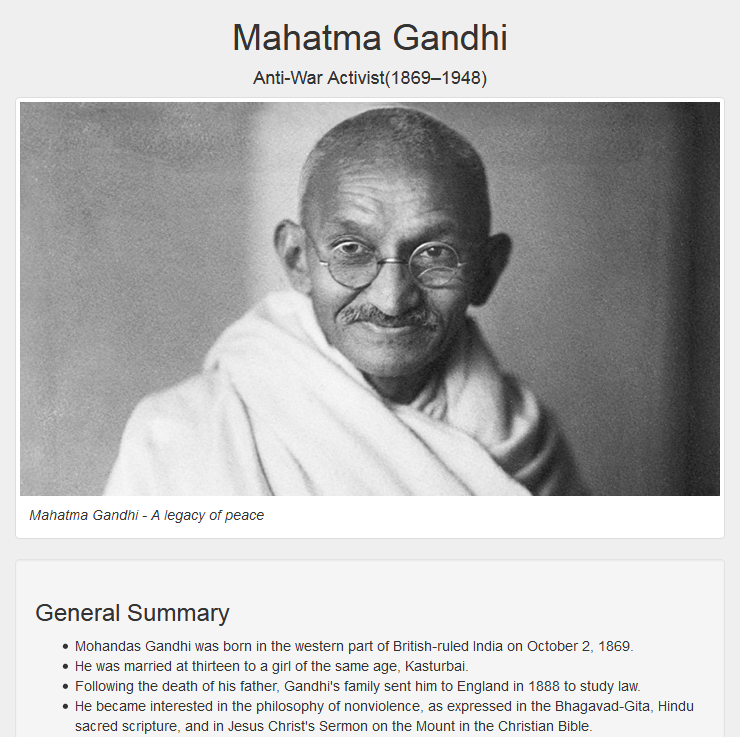 Mahatma Gandhi
Anti-War Activist(1869–1948)
Mahatma Gandhi - A legacy of peace
General Summary
• Mohandas Gandhi was born in the western part of British-ruled India on October 2, 1869.
• He was married at thirteen to a girl of the same age, Kasturbai.
• Following the death of his father, Gandhi's family sent him to England in 1888 to study law.
• He became interested in the philosophy of nonviolence, as expressed in the Bhagavad-Gita, Hindu
sacred scripture, and in Jesus Christ's Sermon on the Mount in the Christian Bible.